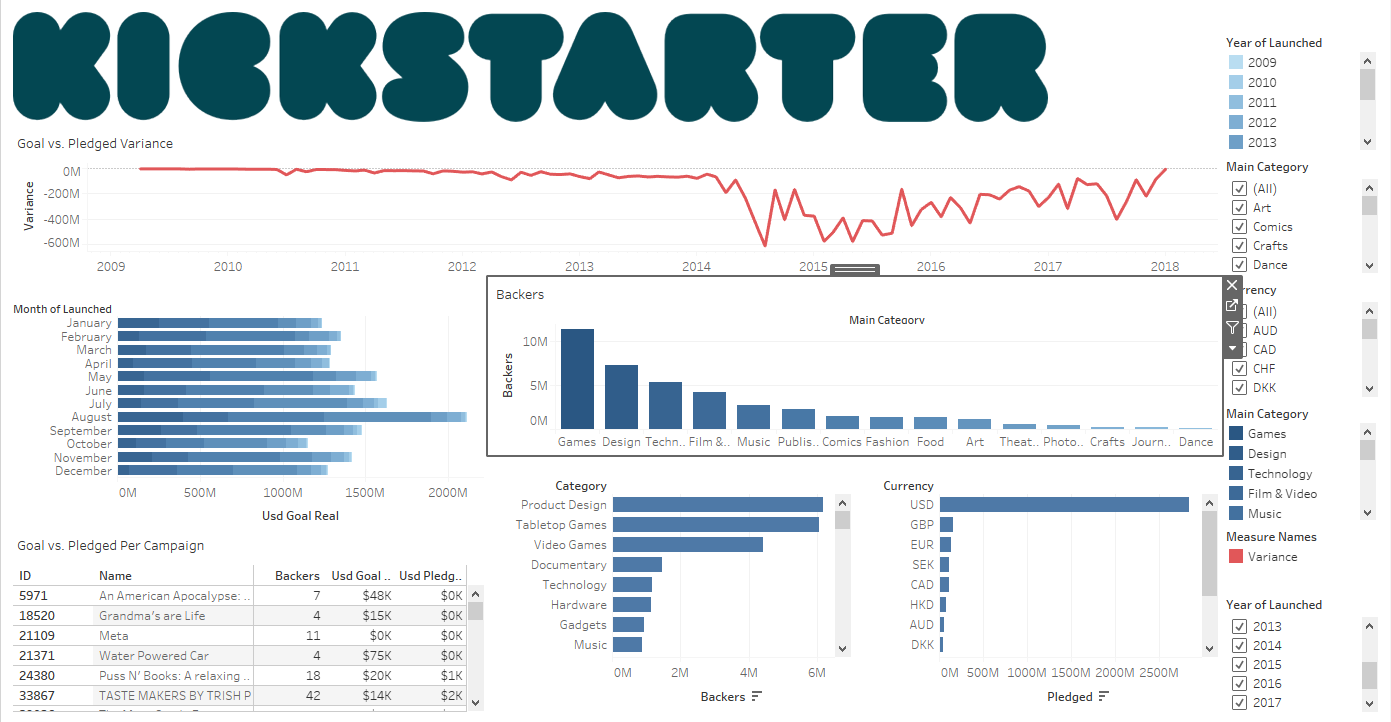 KICKSTARTER
Goal vs. Pledged Variance
Variance
0M
-200M
-400M
-600M
2009 2010 2011 2012 2013 2014 2015 2016 2017 2018
Month of Launched
January
February
March
April
May
June
July
August
September
October
November
December
0M 500M 1000M 1500M 2000M
Usd Goal Real
Backers
Main Category
Backers
10M
5M
0M
Games Design Techn.. Film &.. Music Publis.. Comics Fashion Food Art Theat.. Photo.. Crafts Journ.. Dance
Goal vs. Pledged Per Campaign
ID Name Backers Usd Goal .. Usd Pledg..
5971 An American Apocalypse: .. 7 $48K $0K
18520 Grandma's are Life 4 $15K $0K
21109 Meta 11 $0K $0K
21371 Water Powered Car 4 $75K $0K
24380 Puss N' Books: A relaxing .. 18 $20K $1K
33867 TASTE MAKERS BY TRISH P 42 $14K $2K
Category
Product Design
Tabletop Games
Video Games
Documentary
Technology
Hardware
Gadgets
Music
0M 2M 4M 6M
Backers
Currency
USD
GBP
EUR
SEK
CAD
HKD
AUD
DKK
0M 500M 1000M 1500M 2000M 2500M
Pledged
Year of Launched
2009
2010
2011
2012
2013
Main Category
(All)
Art
Comics
Crafts
Dance
rrency
(All)
AUD
CAD
CHF
DKK
Main Category
Games
Design
Technology
Film & Video
Music
Measure Names
Variance
Year of Launched
2013
2014
2015
2016
2017